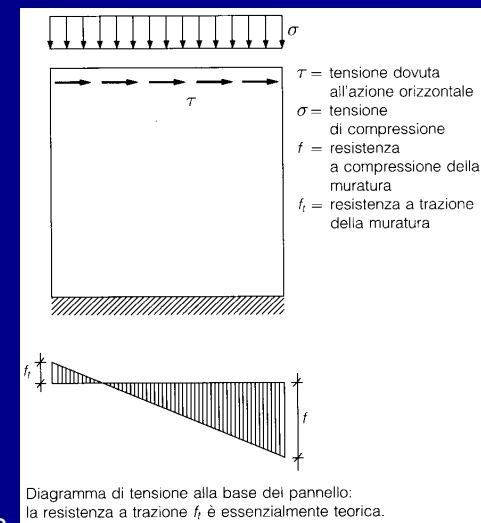 σ
τ
τ = tensione dovuta
all'azione orizzontale
σ = tensione
di compressione
f = resistenza
a compressione della
muratura
fₜ = resistenza a trazione
della muratura
fₜ
f
Diagramma di tensione alla base del pannello:
la resistenza a trazione fₜ è essenzialmente teorica.